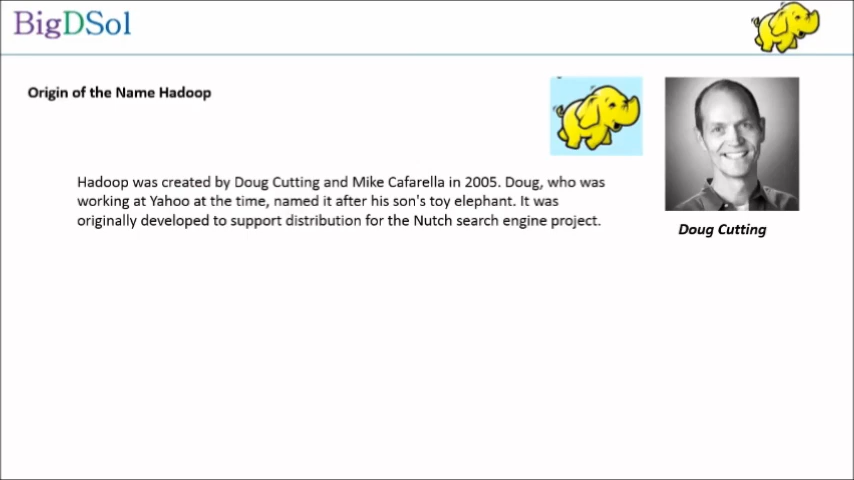 BigDSol
Origin of the Name Hadoop
Hadoop was created by Doug Cutting and Mike Cafarella in 2005. Doug, who was
working at Yahoo at the time, named it after his son's toy elephant. It was
originally developed to support distribution for the Nutch search engine project.
Doug Cutting